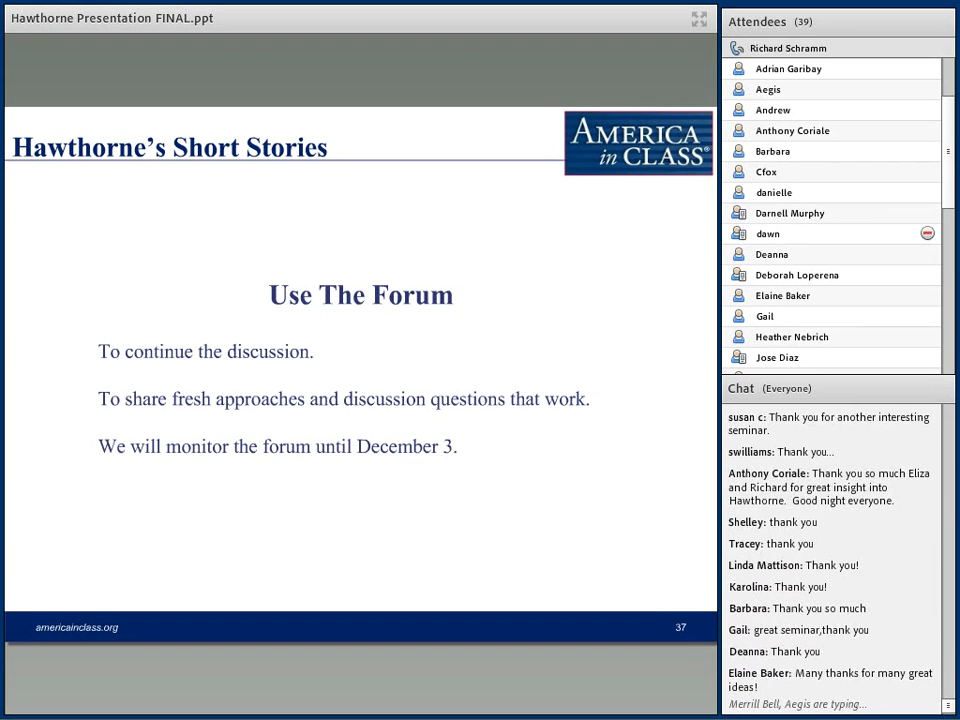 Hawthorne Presentation FINAL.ppt
Hawthorne's Short Stories
AMERICA
in CLASS®
Use The Forum
To continue the discussion.
To share fresh approaches and discussion questions that work.
We will monitor the forum until December 3.
americainclass.org
37
Attendees (39)
Richard Schramm
Adrian Garibay
Aegis
Andrew
Anthony Coriale
Barbara
Cfox
danielle
Darnell Murphy
dawn
Deanna
Deborah Loperena
Elaine Baker
Gail
Heather Nebrich
Jose Diaz
Chat (Everyone)
susan c: Thank you for another interesting
seminar.
swilliams: Thank you...
Anthony Coriale: Thank you so much Eliza
and Richard for great insight into
Hawthorne. Good night everyone.
Shelley: thank you
Tracey: thank you
Linda Mattison: Thank you!
Karolina: Thank you!
Barbara: Thank you so much
Gail: great seminar,thank you
Deanna: Thank you
Elaine Baker: Many thanks for many great
ideas!
Merrill Bell, Aegis are typing...